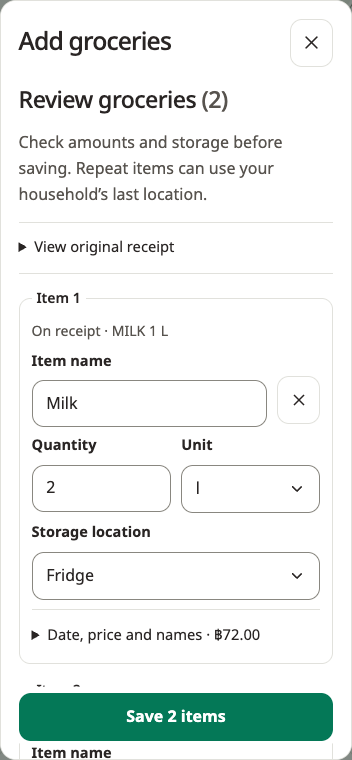 Add groceries
Review groceries (2)
Check amounts and storage before
saving. Repeat items can use your
household’s last location.
View original receipt
Item 1
On receipt · MILK 1 L
Item name
Milk
Quantity
Unit
2
l
Storage location
Fridge
Date, price and names · ฿72.00
Save 2 items
Item name